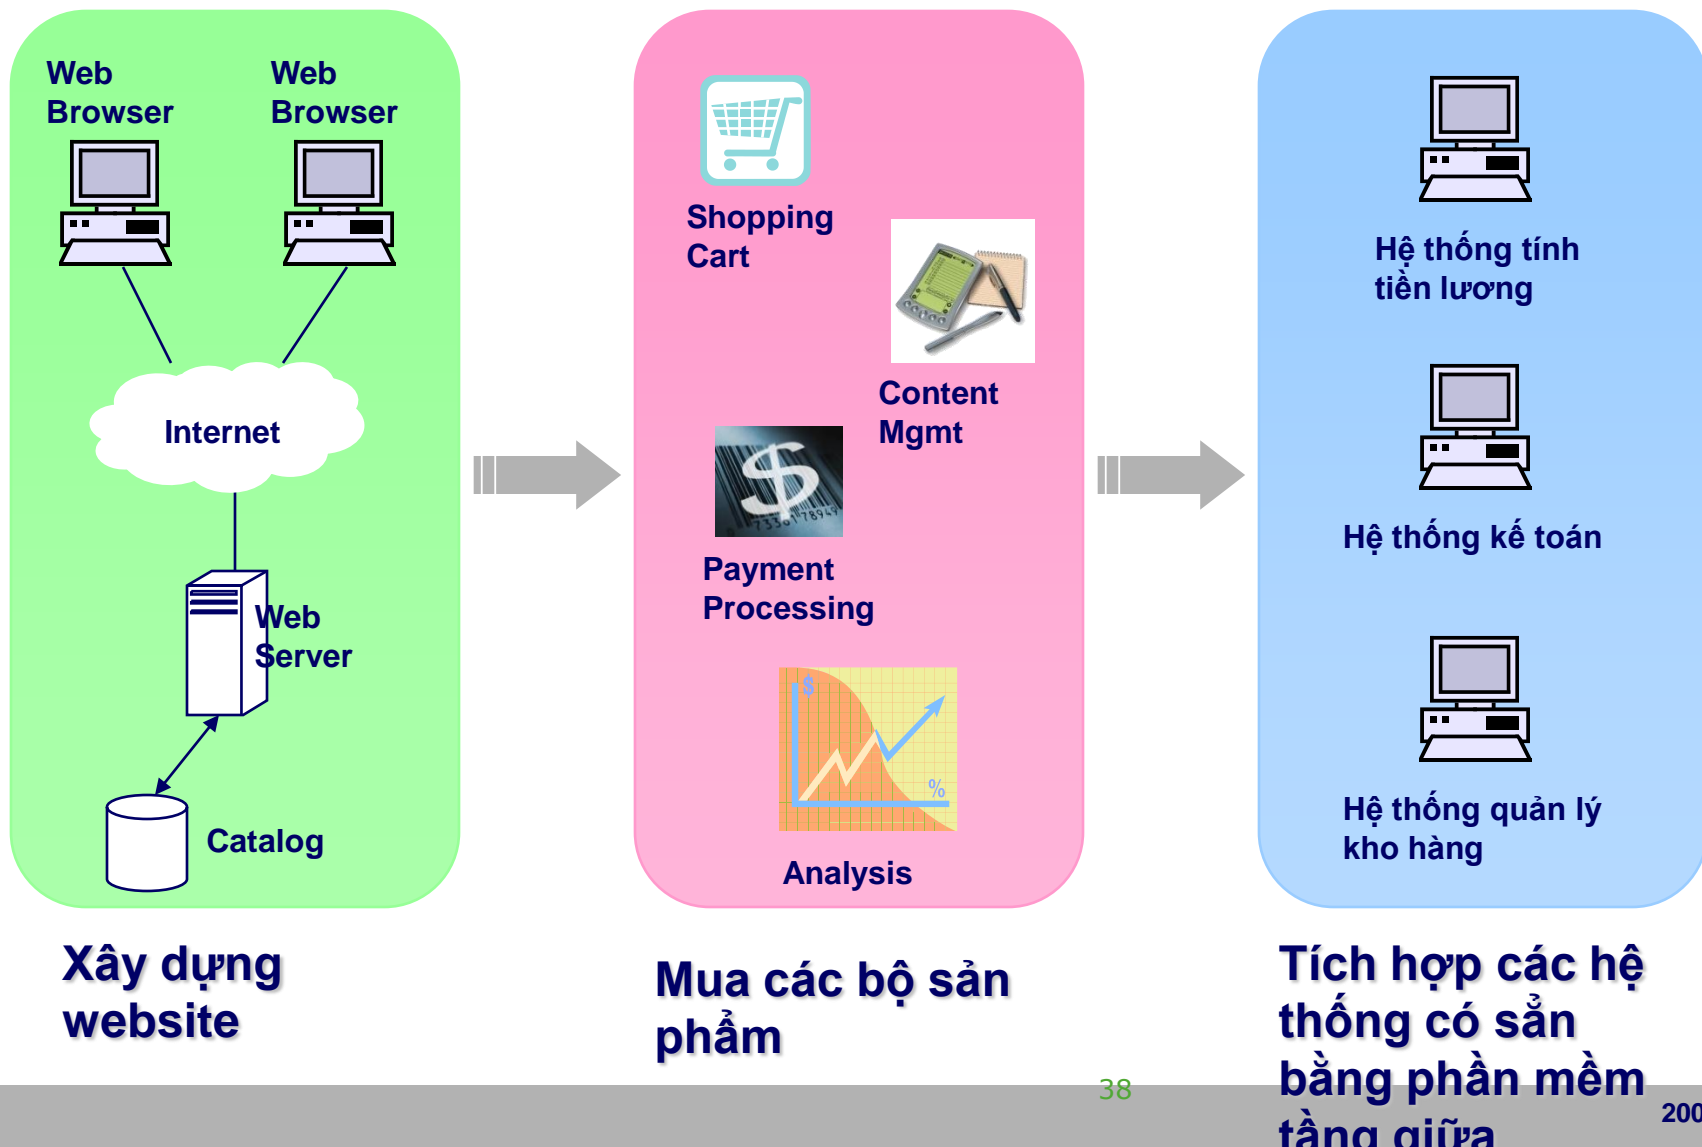 Web
Browser
Web
Browser
Internet
Web
Server
Catalog
Xây dựng
website
Shopping
Cart
Content
Mgmt
$
Payment
Processing
$
%
Analysis
Mua các bộ sản
phẩm
Hệ thống tính
tiền lương
Hệ thống kế toán
Hệ thống quản lý
kho hàng
Tích hợp các hệ
thống có sẳn
bằng phần mềm
tầng giữa
38
200